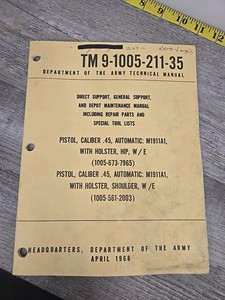 TM 9-1005-211-35
DEPARTMENT OF THE ARMY TECHNICAL MANUAL
DIRECT SUPPORT, GENERAL SUPPORT,
AND DEPOT MAINTENANCE MANUAL
INCLUDING REPAIR PARTS AND
SPECIAL TOOL LISTS
PISTOL, CALIBER .45, AUTOMATIC: M1911A1,
WITH HOLSTER, HIP, W/E
(1005-673-7965)
PISTOL, CALIBER .45, AUTOMATIC: M1911A1,
WITH HOLSTER, SHOULDER, W/E
(1005-561-2003)
HEADQUARTERS, DEPARTMENT OF THE ARMY
APRIL 1968